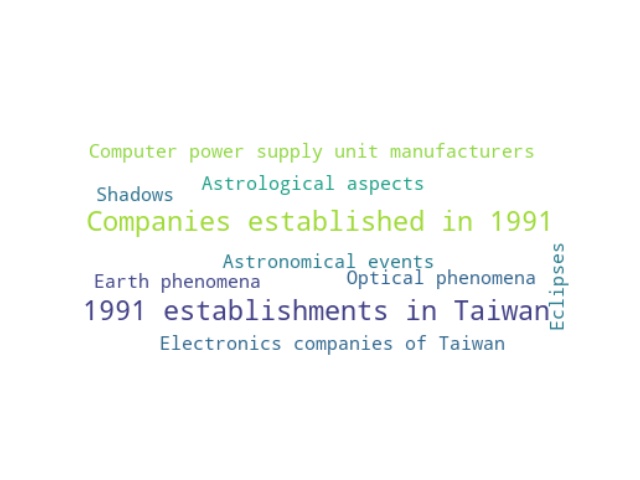 Computer power supply unit manufacturers
Astrological aspects
Shadows
Companies established in 1991
Astronomical events
Eclipses
Earth phenomena
Optical phenomena
1991 establishments in Taiwan
Electronics companies of Taiwan